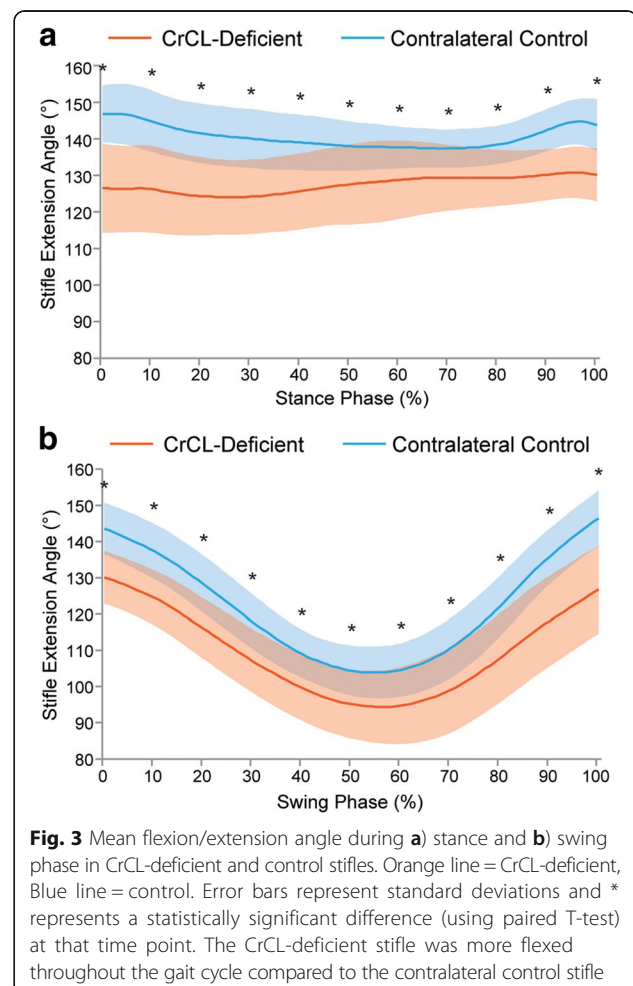 a
CrCL-Deficient Contralateral Control
160
150
140
130
120
110
100
90
80
Stifle Extension Angle (°)
* * * * * * * * * * *
0 10 20 30 40 50 60 70 80 90 100
Stance Phase (%)
b
CrCL-Deficient Contralateral Control
160
150
140
130
120
110
100
90
80
Stifle Extension Angle (°)
* * * * * * * * * * *
0 10 20 30 40 50 60 70 80 90 100
Swing Phase (%)
Fig. 3 Mean flexion/extension angle during a) stance and b) swing
phase in CrCL-deficient and control stifles. Orange line = CrCL-deficient,
Blue line = control. Error bars represent standard deviations and *
represents a statistically significant difference (using paired T-test)
at that time point. The CrCL-deficient stifle was more flexed
throughout the gait cycle compared to the contralateral control stifle